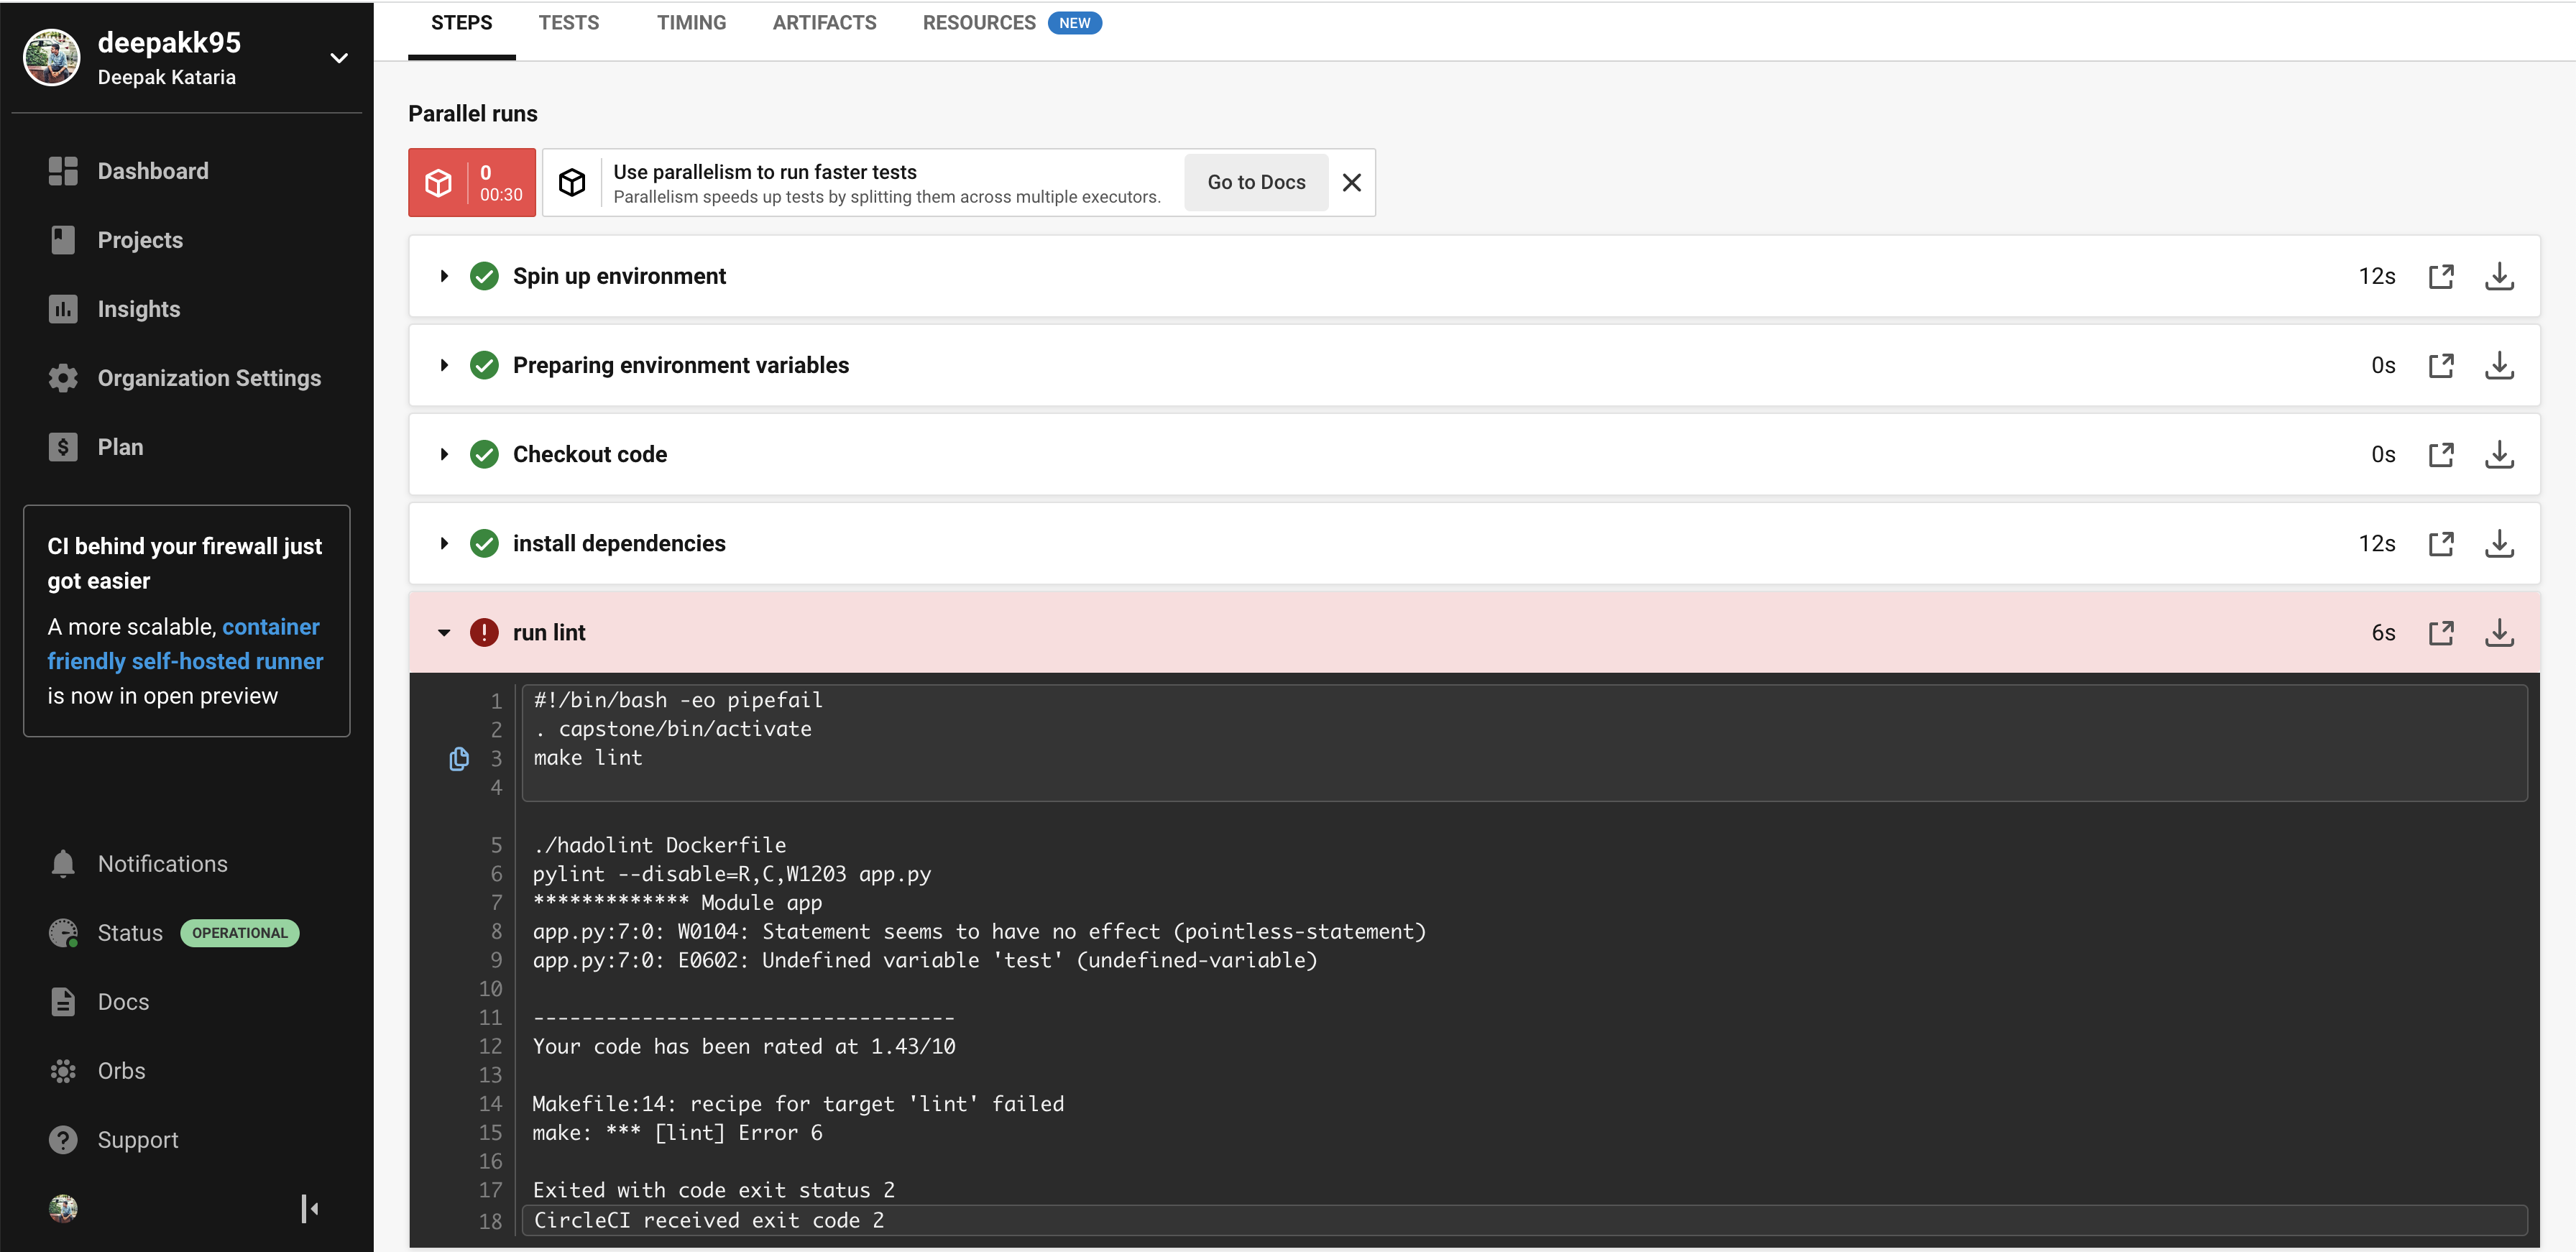 deepakk95
Deepak Kataria
Dashboard
Projects
Insights
Organization Settings
Plan
CI behind your firewall just
got easier
A more scalable, container
friendly self-hosted runner
is now in open preview
Notifications
Status OPERATIONAL
Docs
Orbs
Support
STEPS TESTS TIMING ARTIFACTS RESOURCES NEW
Parallel runs
0
00:30
Use parallelism to run faster tests
Parallelism speeds up tests by splitting them across multiple executors.
Go to Docs
Spin up environment 12s
Preparing environment variables 0s
Checkout code 0s
install dependencies 12s
run lint 6s
1 #!/bin/bash -eo pipefail
2 . capstone/bin/activate
3 make lint
4
5 ./hadolint Dockerfile
6 pylint --disable=R,C,W1203 app.py
7 ************* Module app
8 app.py:7:0: W0104: Statement seems to have no effect (pointless-statement)
9 app.py:7:0: E0602: Undefined variable 'test' (undefined-variable)
10
11 -----------------------------------
12 Your code has been rated at 1.43/10
13
14 Makefile:14: recipe for target 'lint' failed
15 make: *** [lint] Error 6
16
17 Exited with code exit status 2
18 CircleCI received exit code 2